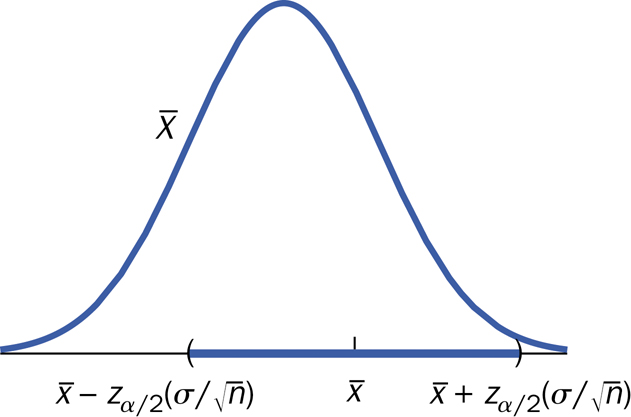 X̅
x̅ − z_{α/2}(σ/√n) x̅ x̅ + z_{α/2}(σ/√n)